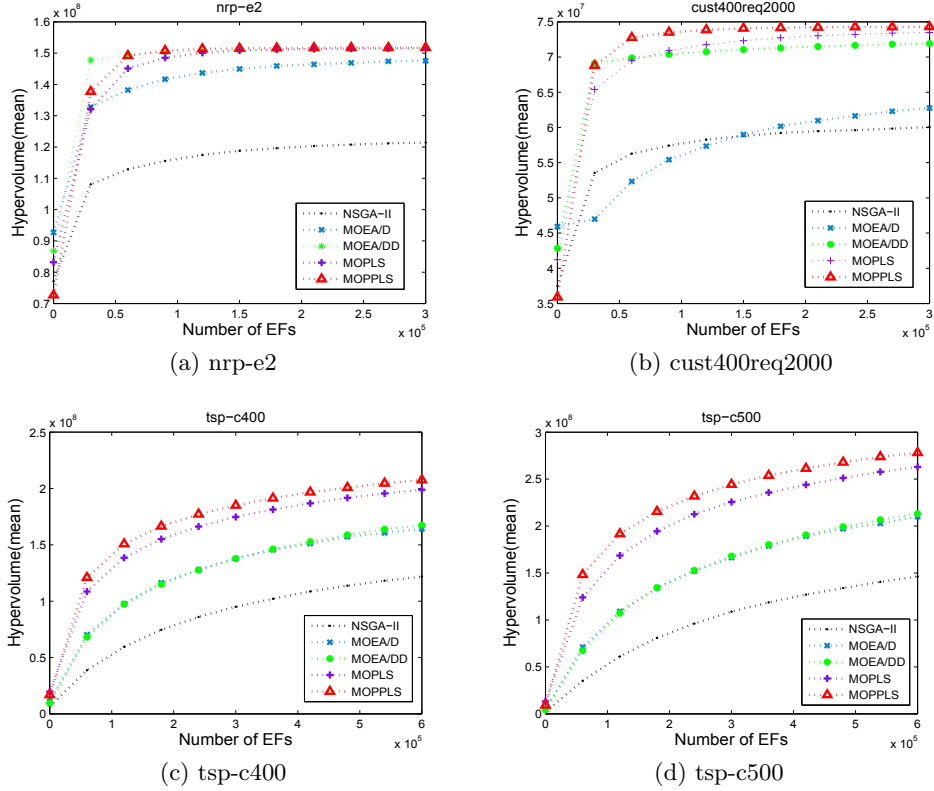 nrp-e2
x 10^8
1.6
1.5
1.4
1.3
1.2
1.1
1
0.9
0.8
0.7
Hypervolume(mean)
NSGA-II
MOEA/D
MOEA/DD
MOPLS
MOPPLS
0 0.5 1 1.5 2 2.5 3
Number of EFs
x 10^5
(a) nrp-e2
cust400req2000
x 10^7
7.5
7
6.5
6
5.5
5
4.5
4
3.5
Hypervolume(mean)
NSGA-II
MOEA/D
MOEA/DD
MOPLS
MOPPLS
0 0.5 1 1.5 2 2.5 3
Number of EFs
x 10^5
(b) cust400req2000
tsp-c400
x 10^8
2.5
2
1.5
1
0.5
0
Hypervolume(mean)
NSGA-II
MOEA/D
MOEA/DD
MOPLS
MOPPLS
0 1 2 3 4 5 6
Number of EFs
x 10^5
(c) tsp-c400
tsp-c500
x 10^8
3
2.5
2
1.5
1
0.5
0
Hypervolume(mean)
NSGA-II
MOEA/D
MOEA/DD
MOPLS
MOPPLS
0 1 2 3 4 5 6
Number of EFs
x 10^5
(d) tsp-c500